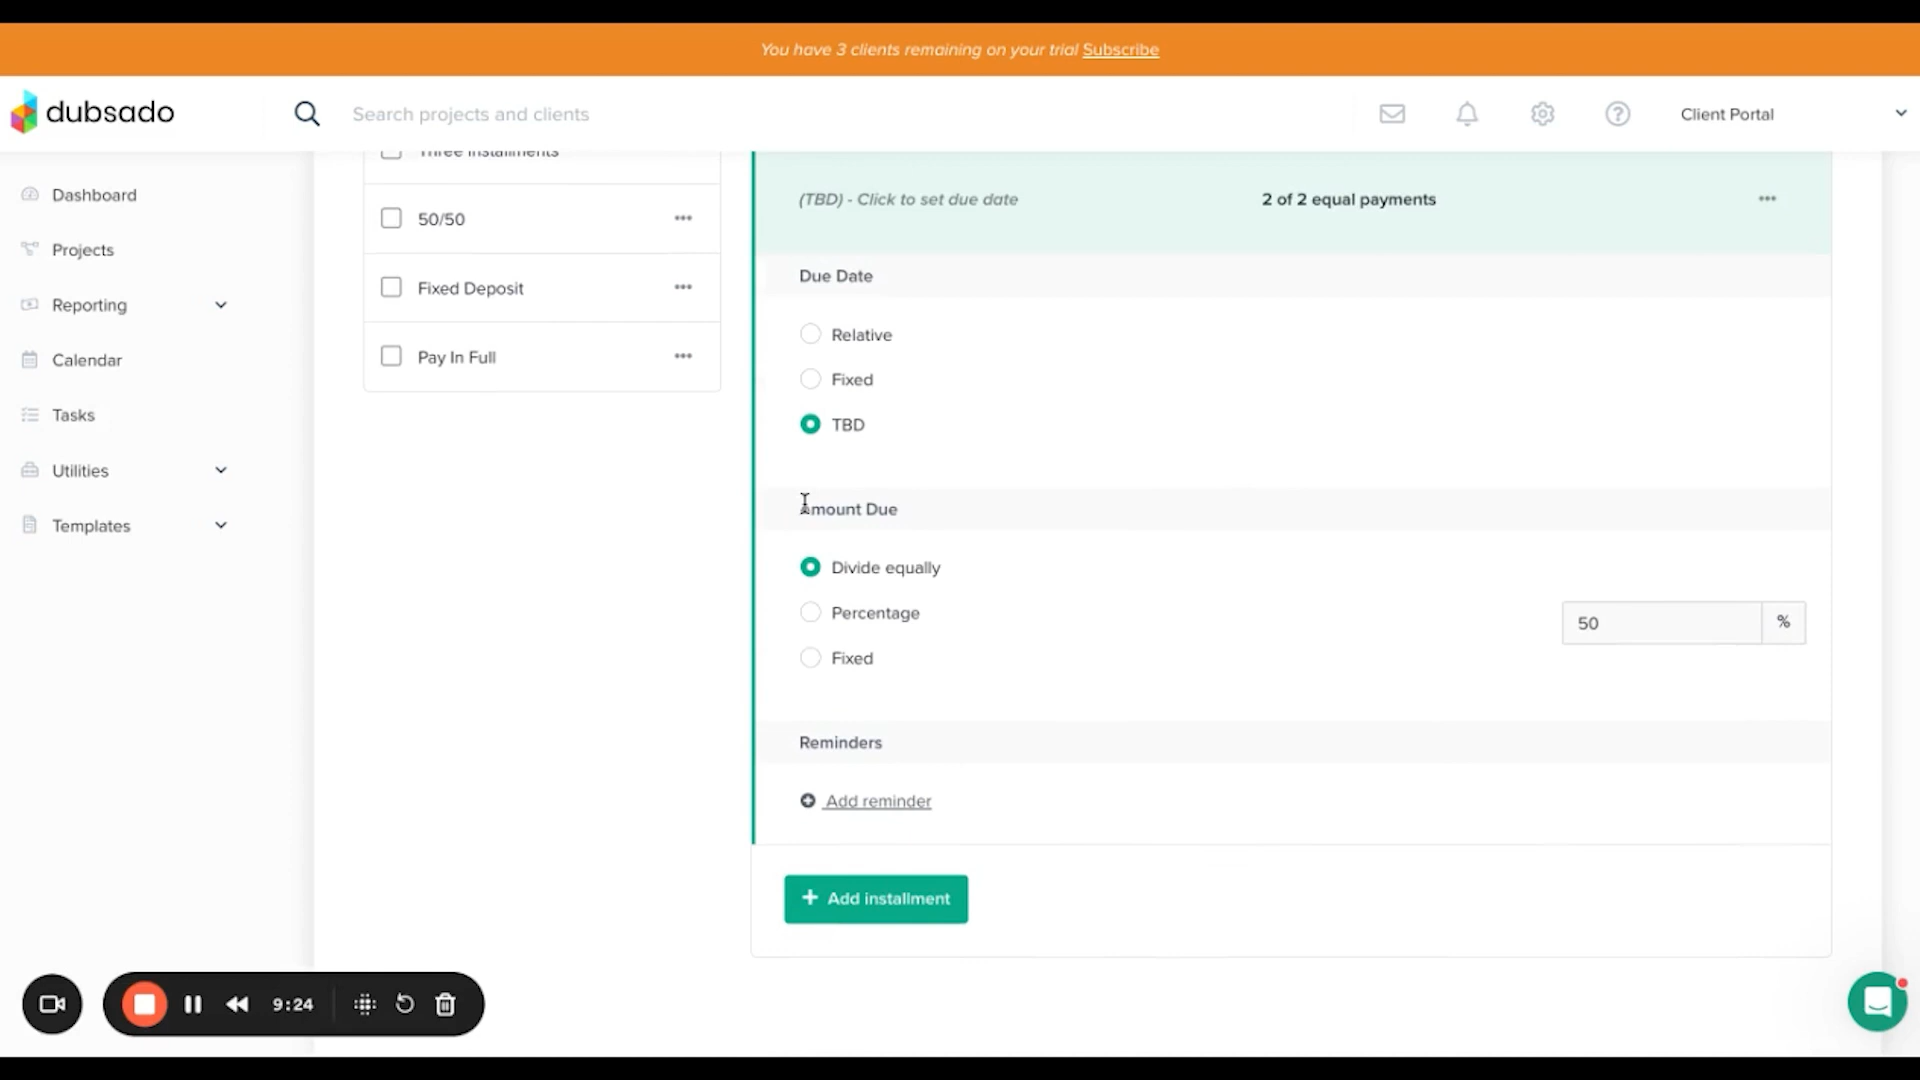 You have 3 clients remaining on your trial Subscribe
dubsado
Search projects and clients
Client Portal
Dashboard
Projects
Reporting
Calendar
Tasks
Utilities
Templates
Three Installments
50/50
Fixed Deposit
Pay In Full
(TBD) - Click to set due date
2 of 2 equal payments
Due Date
Relative
Fixed
TBD
Amount Due
Divide equally
Percentage
50 %
Fixed
Reminders
Add reminder
+ Add installment
9:24